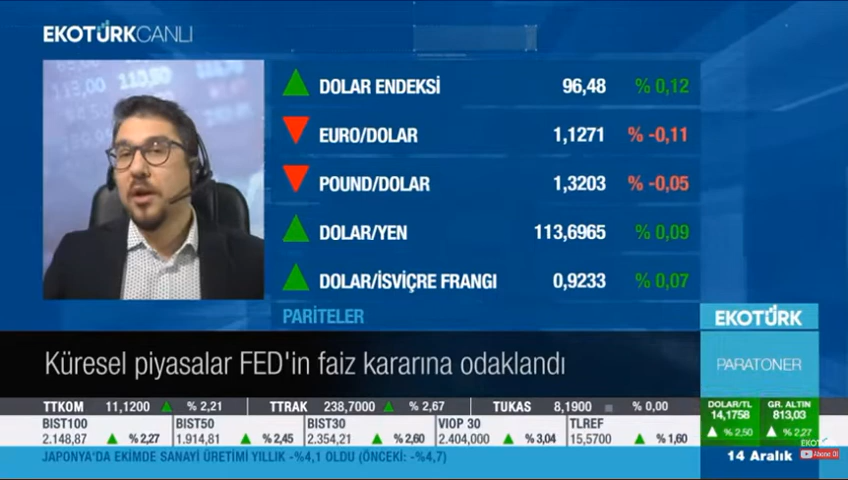 EKOTÜRK CANLI
DOLAR ENDEKSİ 96,48 % 0,12
EURO/DOLAR 1,1271 % -0,11
POUND/DOLAR 1,3203 % -0,05
DOLAR/YEN 113,6965 % 0,09
DOLAR/İSVİÇRE FRANGI 0,9233 % 0,07
PARİTELER
EKOTÜRK
PARATONER
Küresel piyasalar FED'in faiz kararına odaklandı
TTKOM 11,1200 % 2,21 TTRAK 238,7000 % 2,67 TUKAS 8,1900 % 0,00
DOLAR/TL GR. ALTIN
14,1758 813,03
% 2,50 % 2,27
BIST100 BIST50 BIST30 VIOP 30 TLREF
2.148,87 % 2,27 1.914,81 % 2,45 2.354,21 % 2,60 2.404,000 % 3,04 15,5700 % 1,60
JAPONYA'DA EKİMDE SANAYİ ÜRETİMİ YILLIK -%4,1 OLDU (ÖNCEKİ: -%4,7)
14 Aralık
Abone Ol